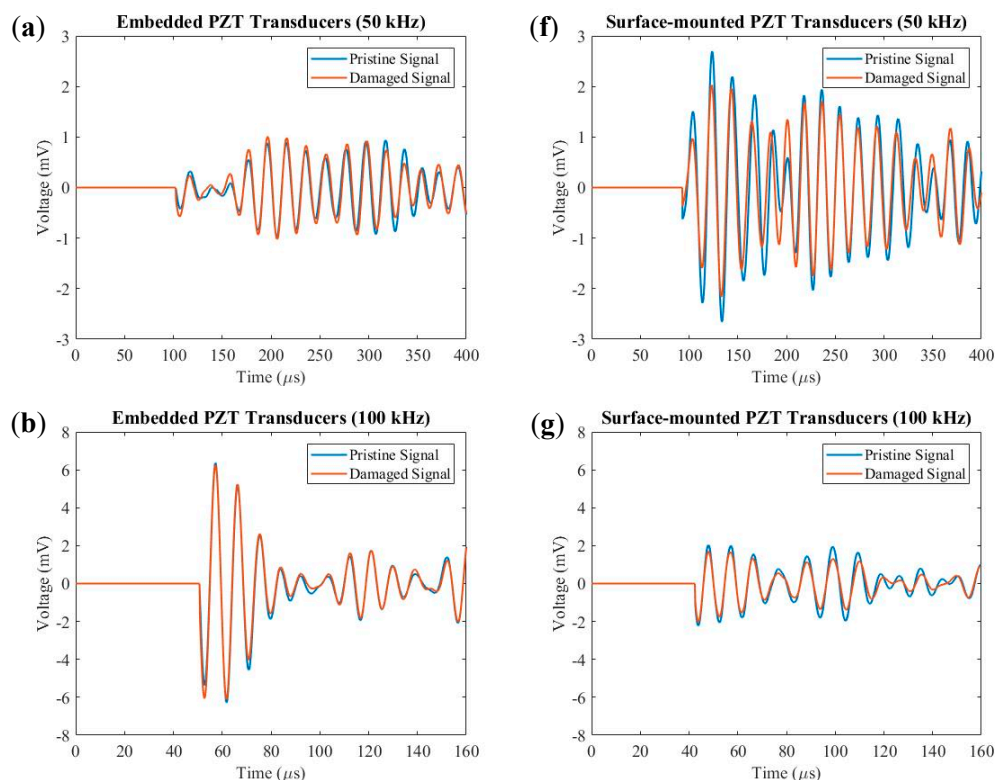 (a)
Embedded PZT Transducers (50 kHz)
3
2
1
0
-1
-2
-3
Voltage (mV)
Pristine Signal
Damaged Signal
0 50 100 150 200 250 300 350 400
Time (μs)
(f)
Surface-mounted PZT Transducers (50 kHz)
3
2
1
0
-1
-2
-3
Voltage (mV)
Pristine Signal
Damaged Signal
0 50 100 150 200 250 300 350 400
Time (μs)
(b)
Embedded PZT Transducers (100 kHz)
8
6
4
2
0
-2
-4
-6
-8
Voltage (mV)
Pristine Signal
Damaged Signal
0 20 40 60 80 100 120 140 160
Time (μs)
(g)
Surface-mounted PZT Transducers (100 kHz)
8
6
4
2
0
-2
-4
-6
-8
Voltage (mV)
Pristine Signal
Damaged Signal
0 20 40 60 80 100 120 140 160
Time (μs)